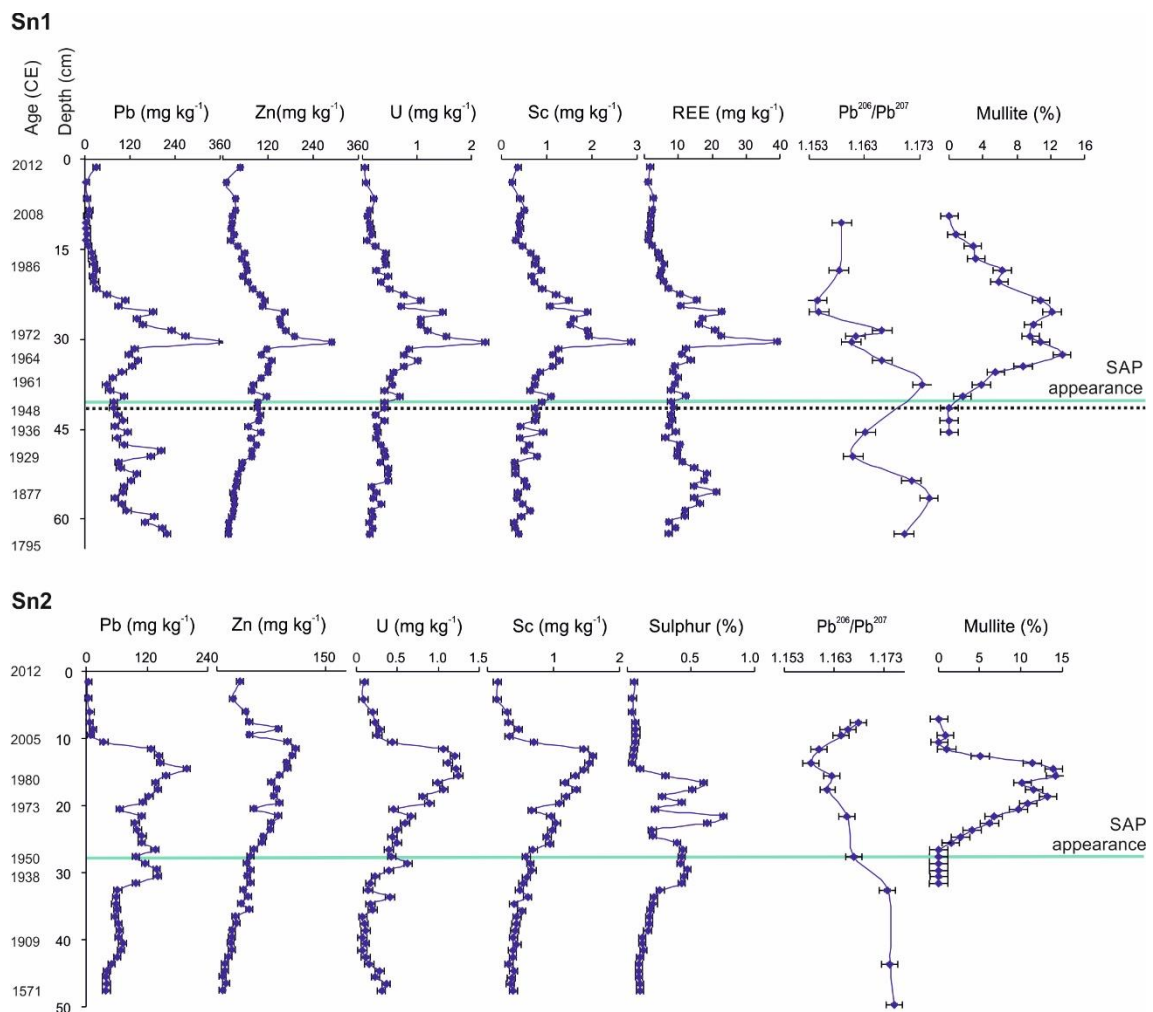 Sn1
Age (CE)
Depth (cm)
Pb (mg kg⁻¹) Zn(mg kg⁻¹) U (mg kg⁻¹) Sc (mg kg⁻¹) REE (mg kg⁻¹) Pb²⁰⁶/Pb²⁰⁷ Mullite (%)
0 120 240 360 120 240 360 1 2 0 1 2 3 10 20 30 40 1.153 1.163 1.173 0 4 8 12 16
2012 0
2008
15
1986
1972 30
1964
SAP
1961
appearance
1948
1936 45
1929
1877
60
1795
Sn2
Pb (mg kg⁻¹) Zn (mg kg⁻¹) U (mg kg⁻¹) Sc (mg kg⁻¹) Sulphur (%) Pb²⁰⁶/Pb²⁰⁷ Mullite (%)
0 120 240 150 0 0.5 1.0 1.5 1 2 0.5 1.0 1.153 1.163 1.173 0 5 10 15
2012 0
2005 10
1980
1973 20
SAP
appearance
1950
1938 30
1909 40
1571
50